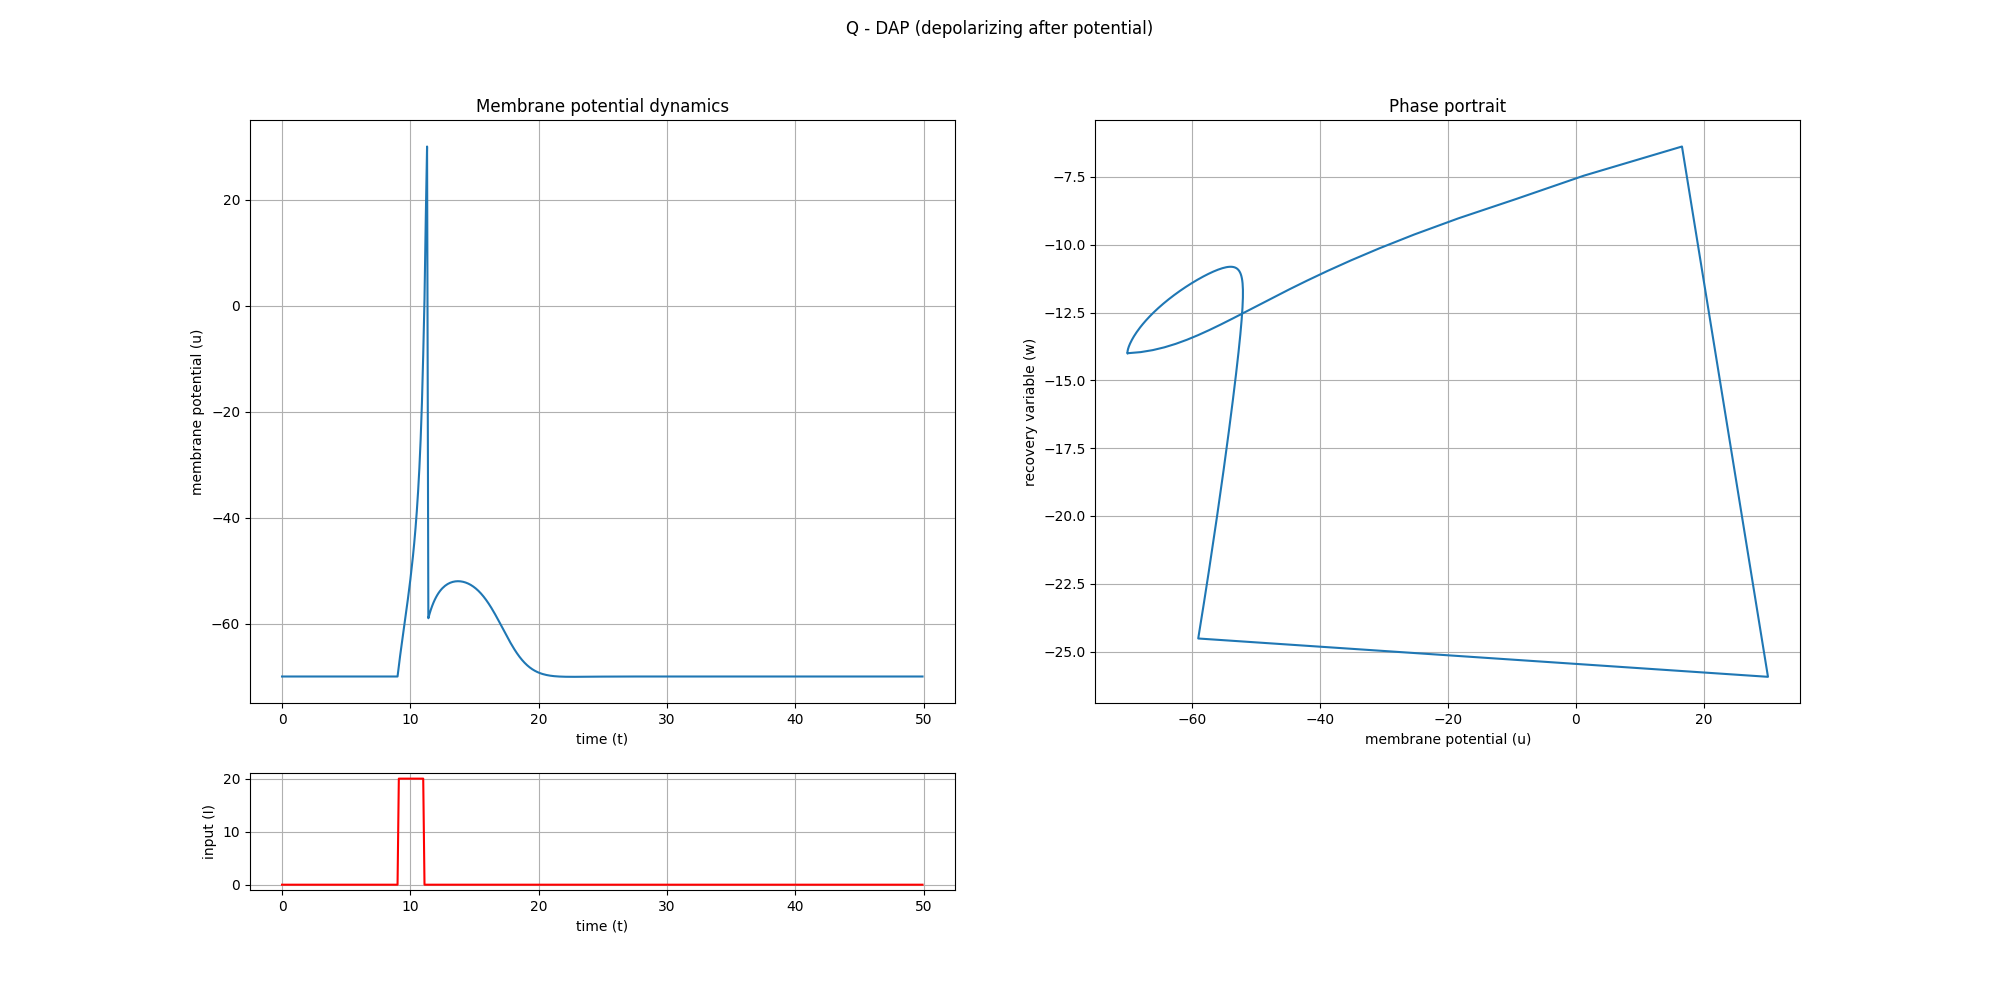 Q - DAP (depolarizing after potential)
Membrane potential dynamics
membrane potential (u)
20
0
−20
−40
−60
0 10 20 30 40 50
time (t)
Phase portrait
recovery variable (w)
−7.5
−10.0
−12.5
−15.0
−17.5
−20.0
−22.5
−25.0
−60 −40 −20 0 20
membrane potential (u)
input (I)
20
10
0
0 10 20 30 40 50
time (t)